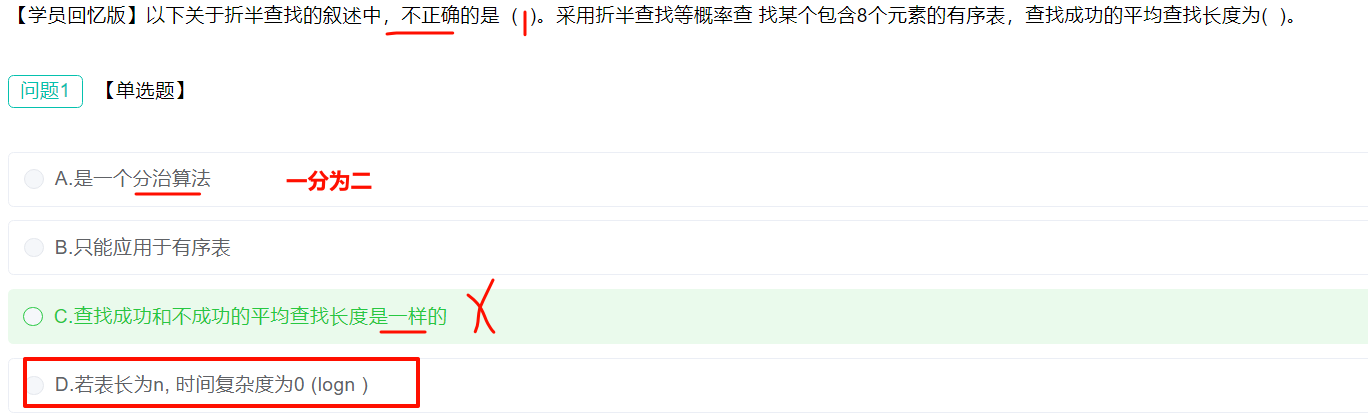 【学员回忆版】以下关于折半查找的叙述中，不正确的是（ ）。采用折半查找等概率查 找某个包含8个元素的有序表，查找成功的平均查找长度为( )。
问题1 【单选题】
A.是一个分治算法 一分为二
B.只能应用于有序表
C.查找成功和不成功的平均查找长度是一样的
D.若表长为n, 时间复杂度为0 (logn )